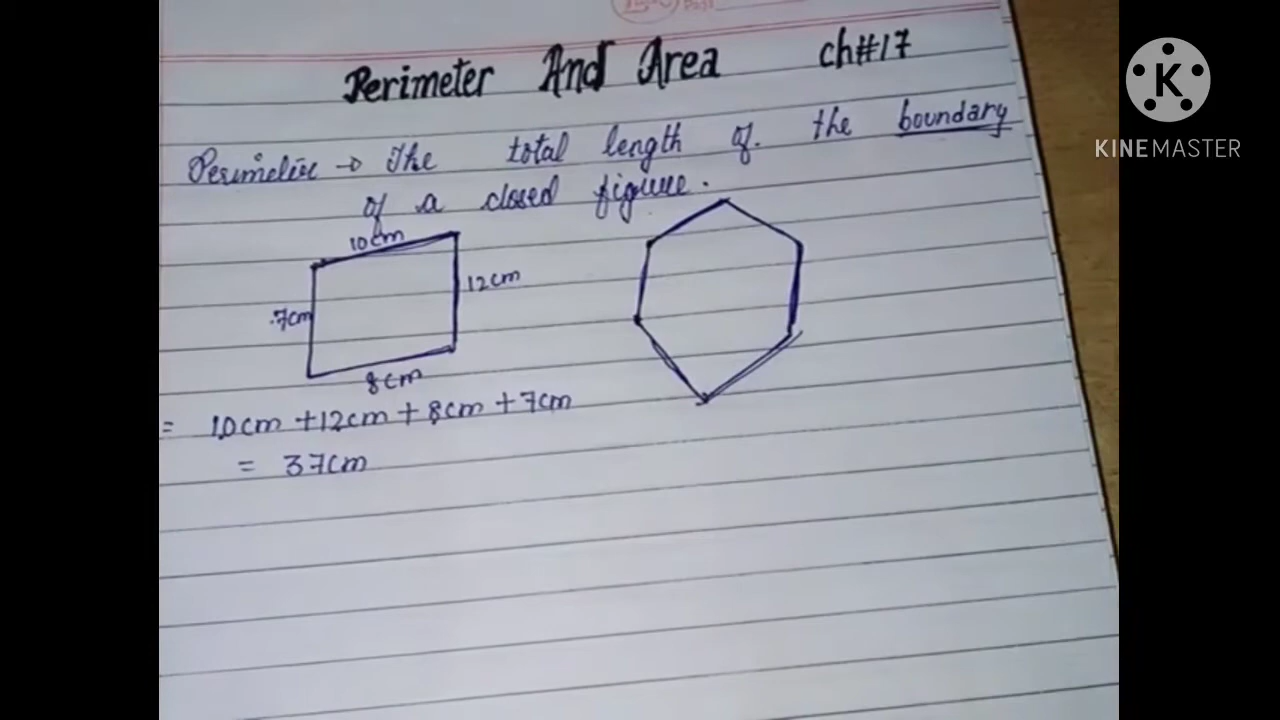 Perimeter And Area ch#17
Perimeter → The total length of the boundary
of a closed figure.
10cm
12cm
7cm
8cm
= 10cm + 12cm + 8cm + 7cm
= 37cm
K
KINEMASTER